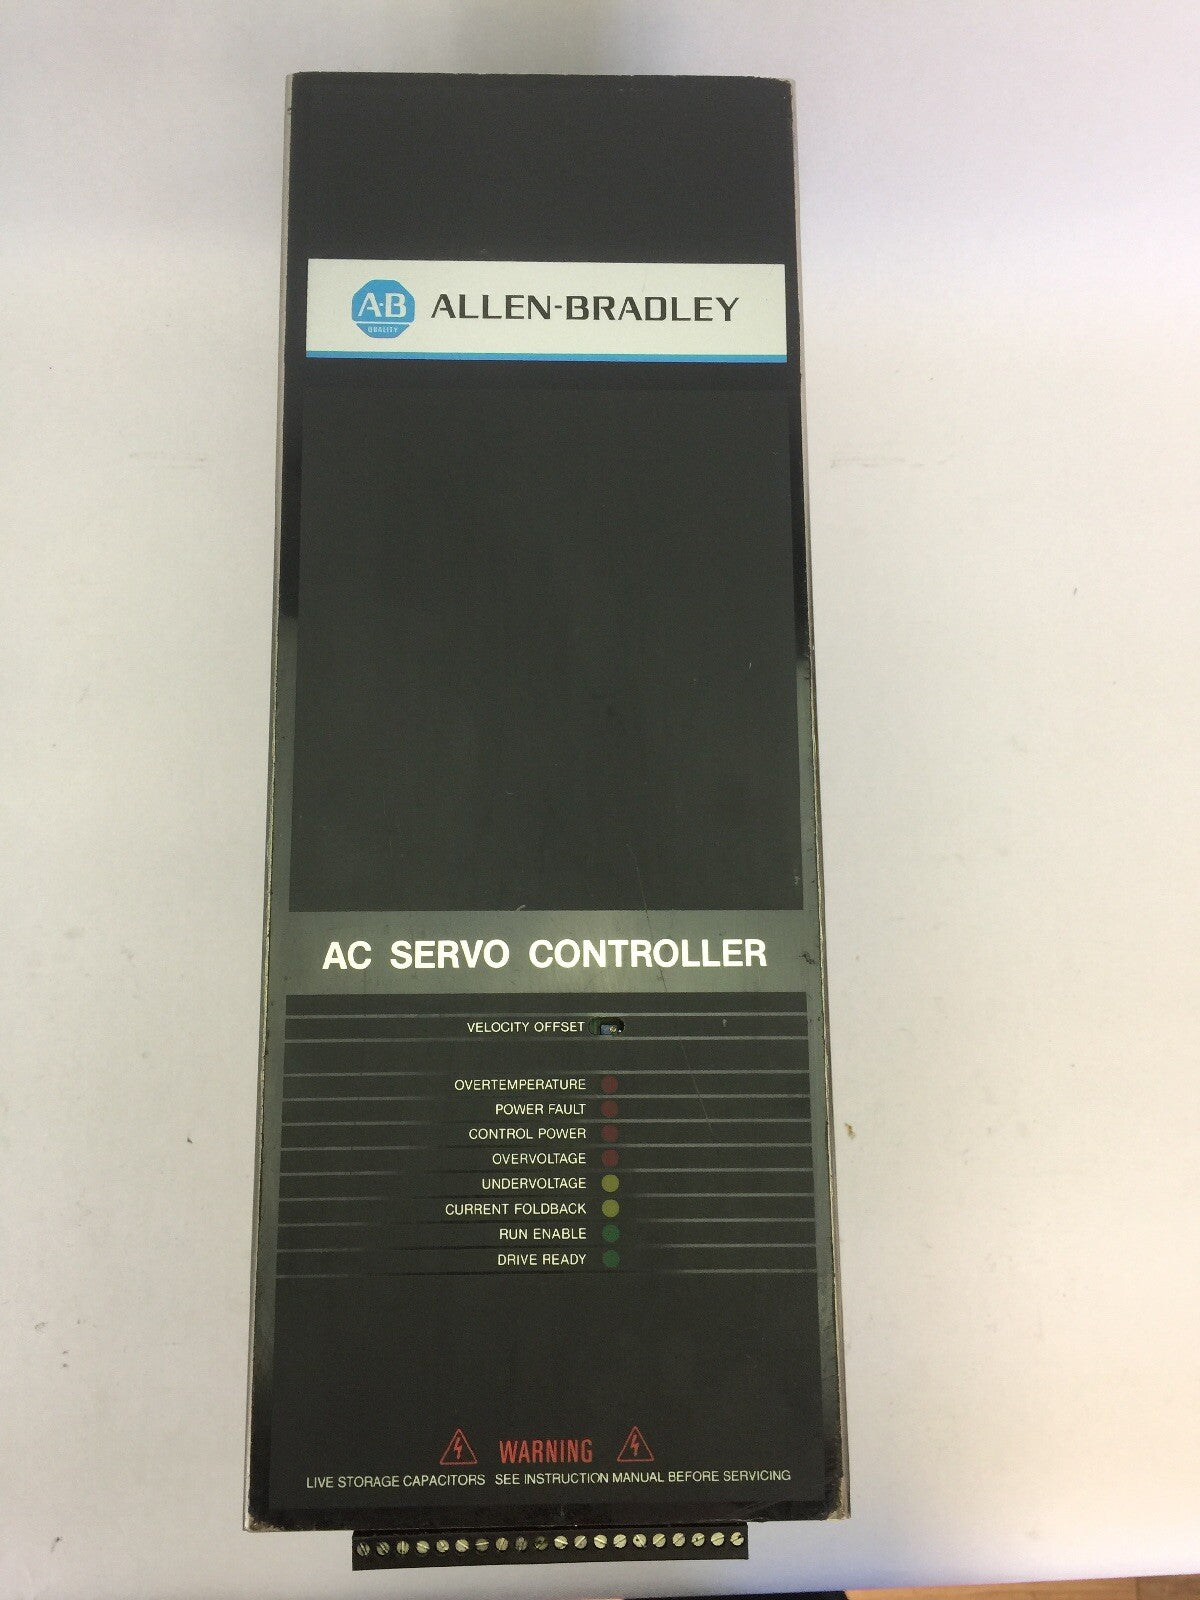 A-B
QUALITY
ALLEN-BRADLEY
AC SERVO CONTROLLER
VELOCITY OFFSET
OVERTEMPERATURE
POWER FAULT
CONTROL POWER
OVERVOLTAGE
UNDERVOLTAGE
CURRENT FOLDBACK
RUN ENABLE
DRIVE READY
WARNING
LIVE STORAGE CAPACITORS SEE INSTRUCTION MANUAL BEFORE SERVICING